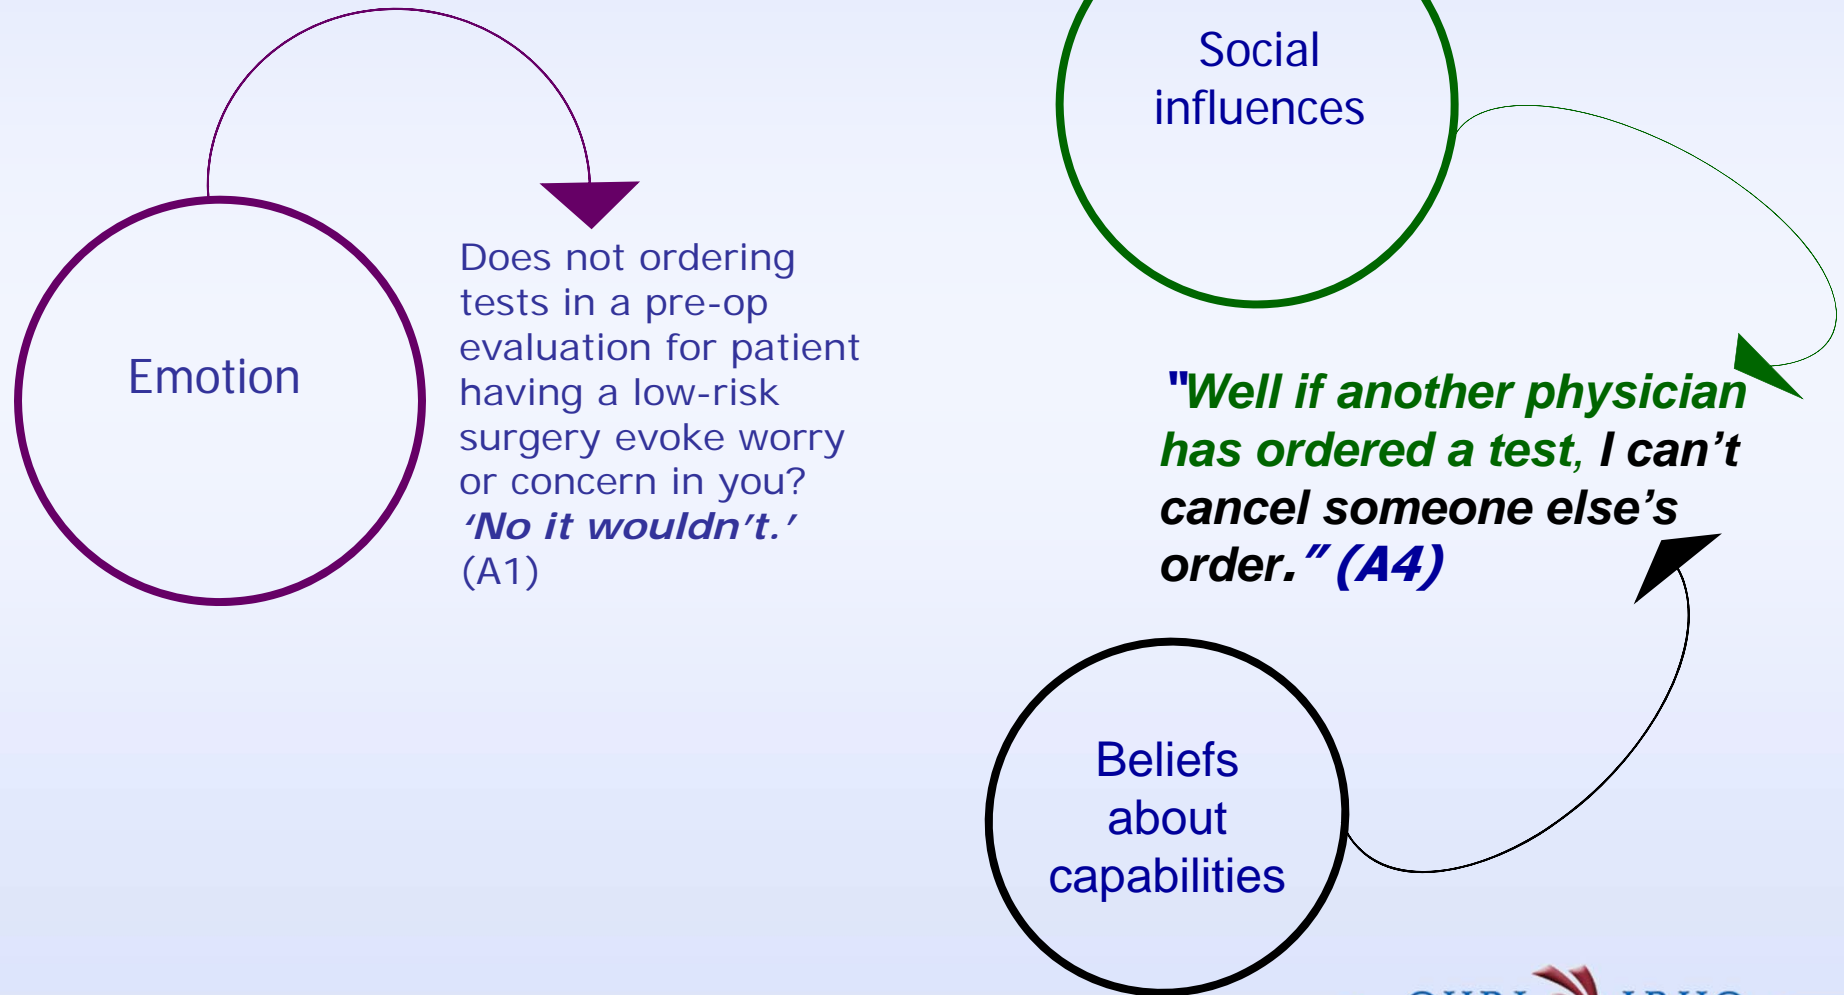 Emotion
Does not ordering
tests in a pre-op
evaluation for patient
having a low-risk
surgery evoke worry
or concern in you?
‘No it wouldn’t.’
(A1)
Social
influences
"Well if another physician
has ordered a test, I can’t
cancel someone else’s
order.” (A4)
Beliefs
about
capabilities